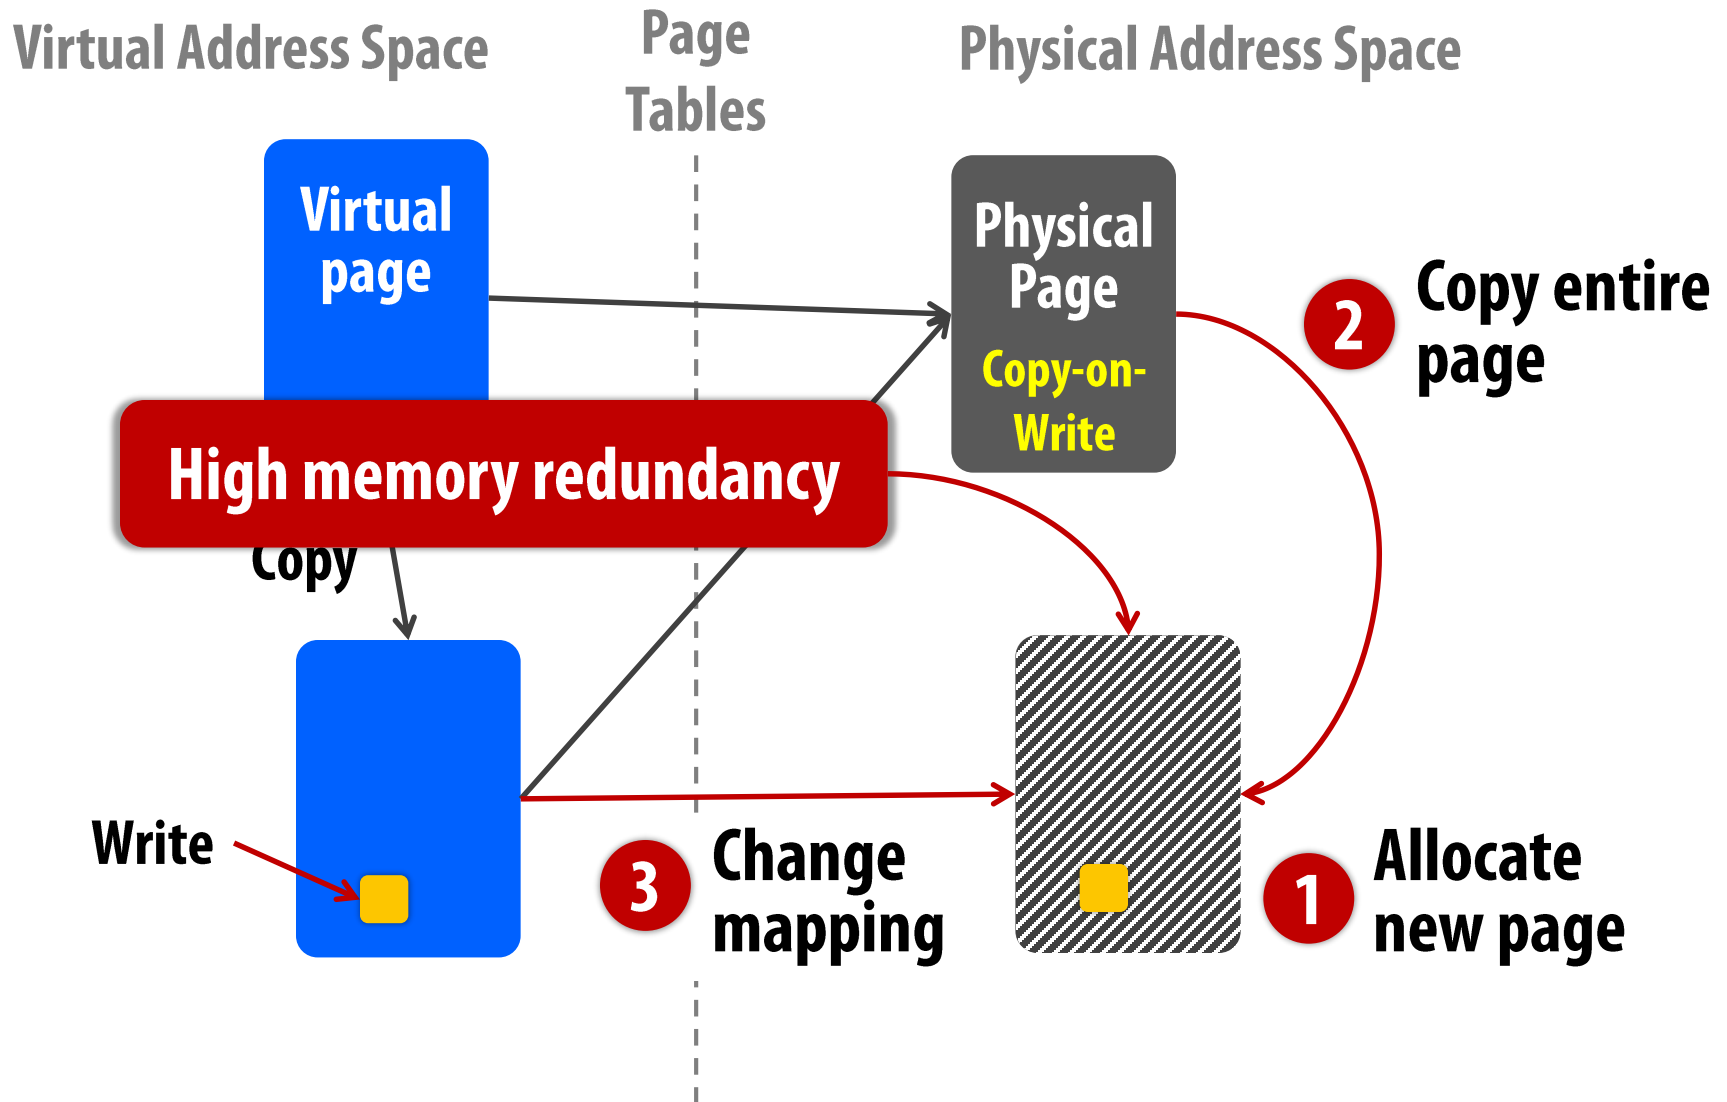 Virtual Address Space
Page
Tables
Physical Address Space
Virtual
page
Physical
Page
Copy-on-
Write
2
Copy entire
page
High memory redundancy
Copy
Write
3
Change
mapping
1
Allocate
new page